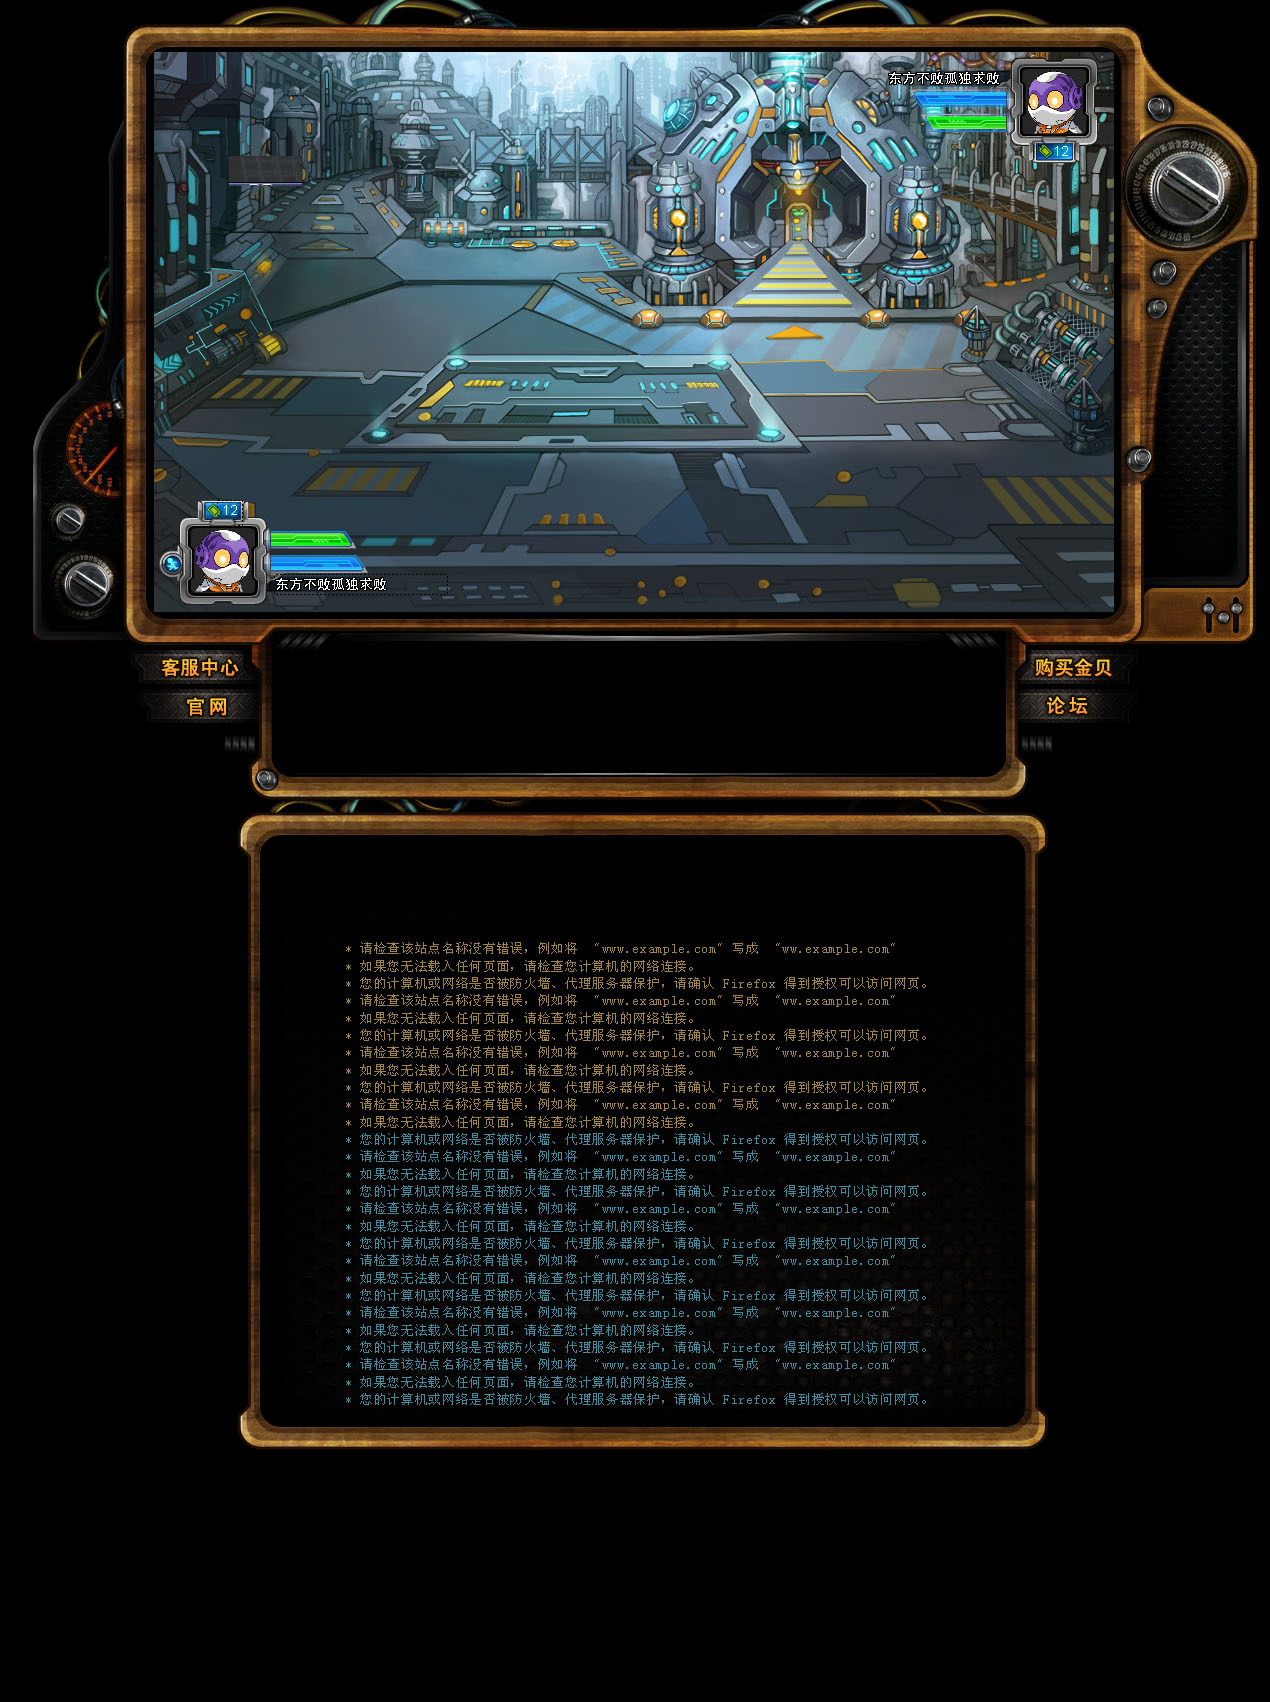 东方不败孤独求败
12
12
东方不败孤独求败
客服中心
购买金贝
官网
论坛
* 请检查该站点名称没有错误，例如将 “www.example.com” 写成 “ww.example.com”
* 如果您无法载入任何页面，请检查您计算机的网络连接。
* 您的计算机或网络是否被防火墙、代理服务器保护，请确认 Firefox 得到授权可以访问网页。
* 请检查该站点名称没有错误，例如将 “www.example.com” 写成 “ww.example.com”
* 如果您无法载入任何页面，请检查您计算机的网络连接。
* 您的计算机或网络是否被防火墙、代理服务器保护，请确认 Firefox 得到授权可以访问网页。
* 请检查该站点名称没有错误，例如将 “www.example.com” 写成 “ww.example.com”
* 如果您无法载入任何页面，请检查您计算机的网络连接。
* 您的计算机或网络是否被防火墙、代理服务器保护，请确认 Firefox 得到授权可以访问网页。
* 请检查该站点名称没有错误，例如将 “www.example.com” 写成 “ww.example.com”
* 如果您无法载入任何页面，请检查您计算机的网络连接。
* 您的计算机或网络是否被防火墙、代理服务器保护，请确认 Firefox 得到授权可以访问网页。
* 请检查该站点名称没有错误，例如将 “www.example.com” 写成 “ww.example.com”
* 如果您无法载入任何页面，请检查您计算机的网络连接。
* 您的计算机或网络是否被防火墙、代理服务器保护，请确认 Firefox 得到授权可以访问网页。
* 请检查该站点名称没有错误，例如将 “www.example.com” 写成 “ww.example.com”
* 如果您无法载入任何页面，请检查您计算机的网络连接。
* 您的计算机或网络是否被防火墙、代理服务器保护，请确认 Firefox 得到授权可以访问网页。
* 请检查该站点名称没有错误，例如将 “www.example.com” 写成 “ww.example.com”
* 如果您无法载入任何页面，请检查您计算机的网络连接。
* 您的计算机或网络是否被防火墙、代理服务器保护，请确认 Firefox 得到授权可以访问网页。
* 请检查该站点名称没有错误，例如将 “www.example.com” 写成 “ww.example.com”
* 如果您无法载入任何页面，请检查您计算机的网络连接。
* 您的计算机或网络是否被防火墙、代理服务器保护，请确认 Firefox 得到授权可以访问网页。
* 请检查该站点名称没有错误，例如将 “www.example.com” 写成 “ww.example.com”
* 如果您无法载入任何页面，请检查您计算机的网络连接。
* 您的计算机或网络是否被防火墙、代理服务器保护，请确认 Firefox 得到授权可以访问网页。